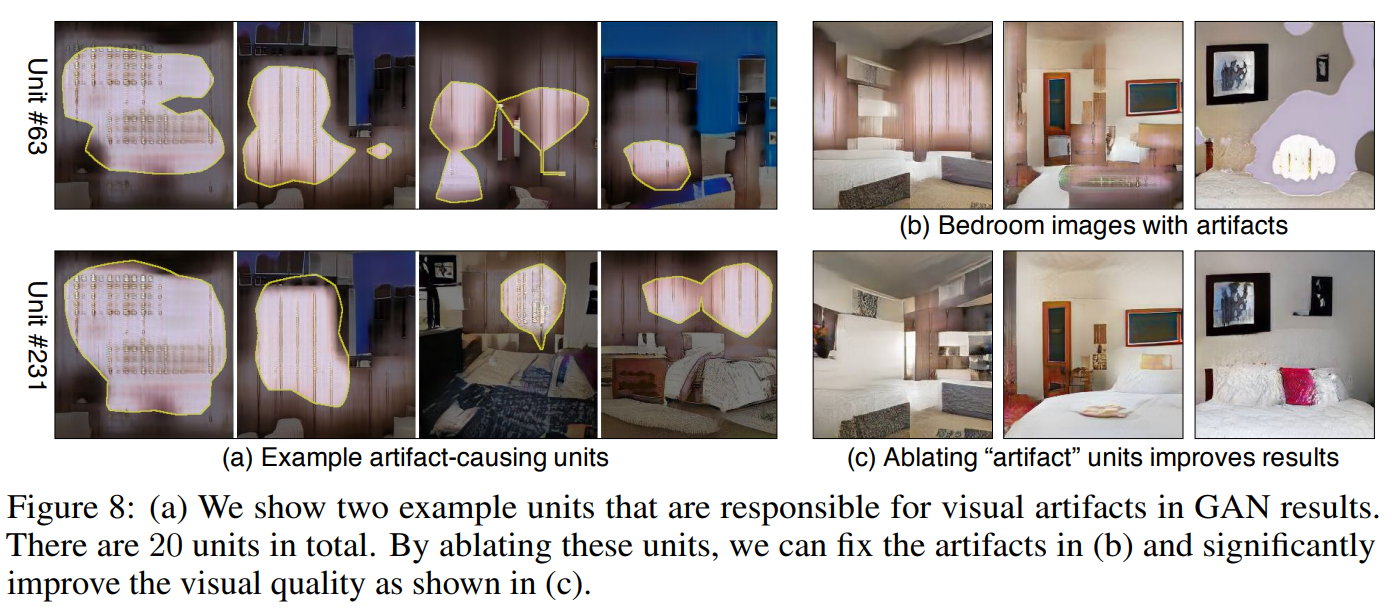 Unit #63
(b) Bedroom images with artifacts
Unit #231
(a) Example artifact-causing units
(c) Ablating “artifact” units improves results
Figure 8: (a) We show two example units that are responsible for visual artifacts in GAN results.
There are 20 units in total. By ablating these units, we can fix the artifacts in (b) and significantly
improve the visual quality as shown in (c).